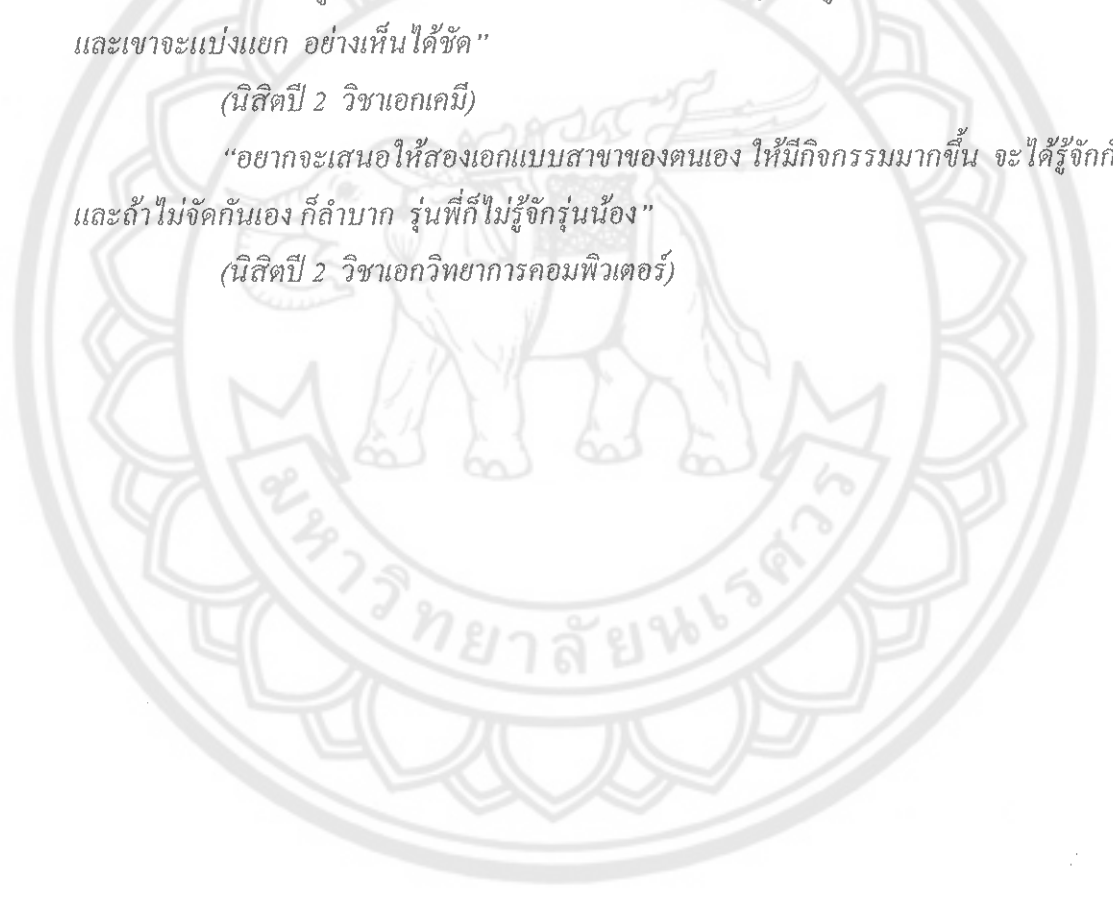 และเขาจะแบ่งแยก อย่างเห็นได้ชัด”
(นิสิตปี 2 วิชาเอกเคมี)
“อยากจะเสนอให้สองเอกแบบสาขาของตนเอง ให้มีกิจกรรมมากขึ้น จะได้รู้จัก
และถ้าไม่จัดกันเอง ก็ลำบาก รุ่นพี่ก็ไม่รู้จักรุ่นน้อง”
(นิสิตปี 2 วิชาเอกวิทยาการคอมพิวเตอร์)
มหาวิทยาลัยนเรศวร